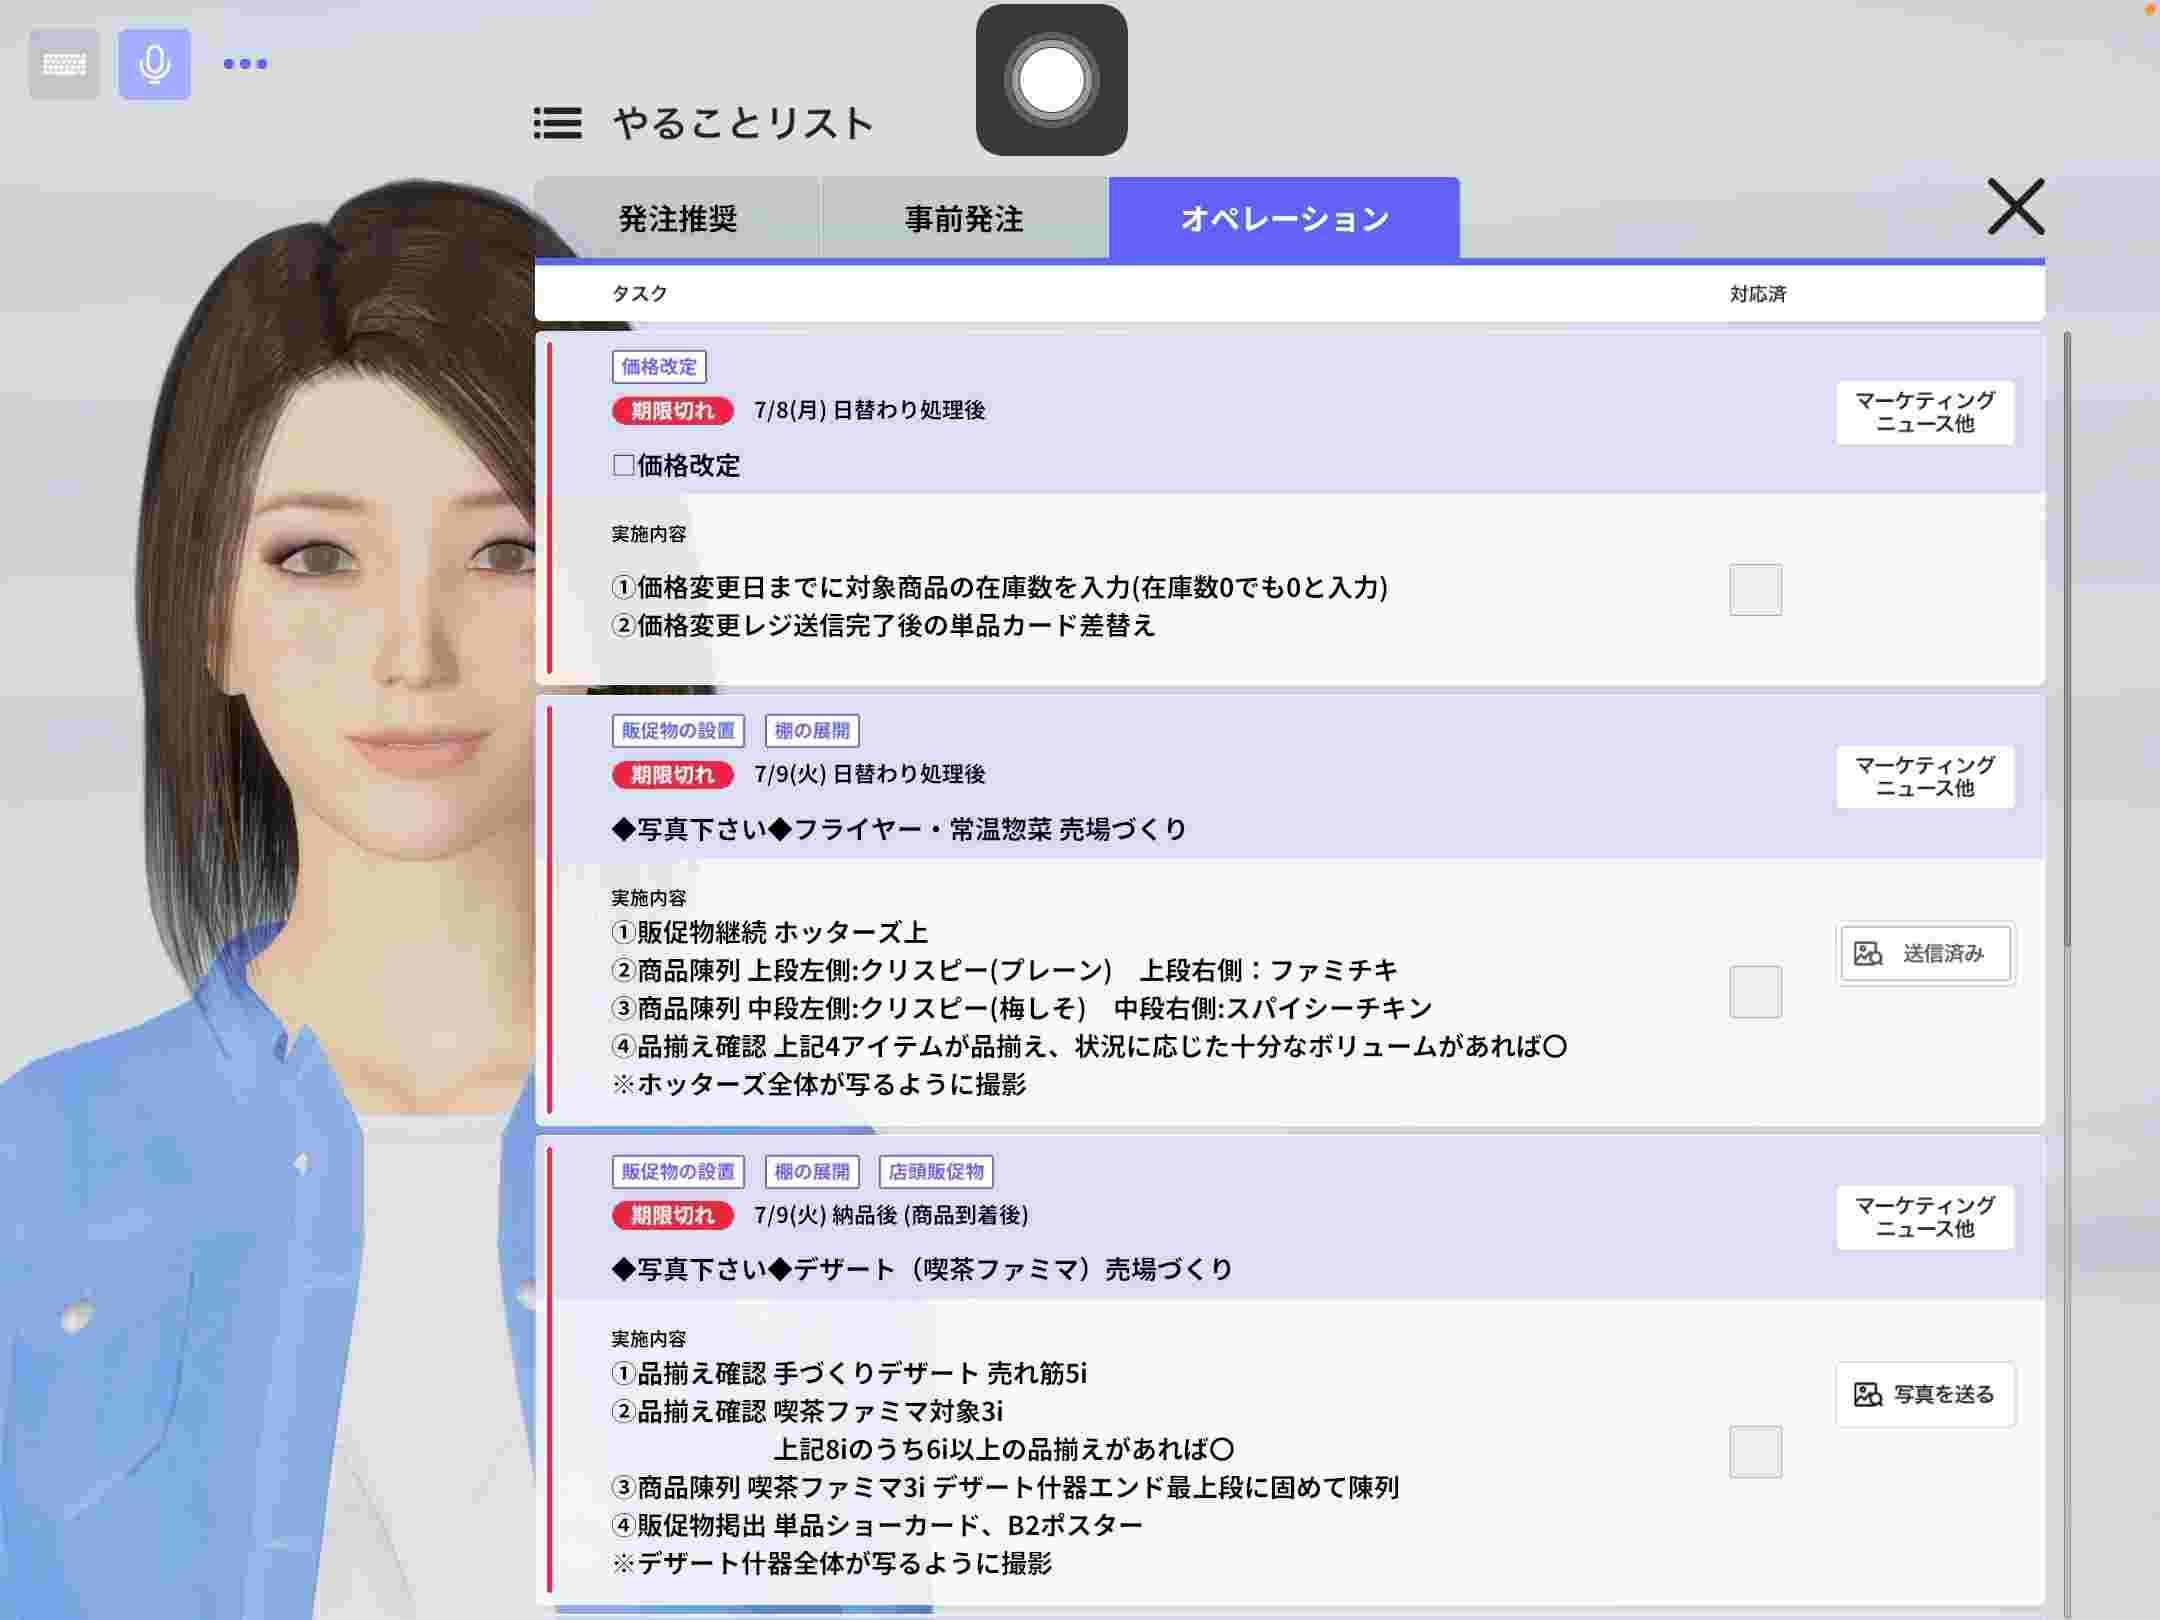 やることリスト
発注推奨
事前発注
オペレーション
タスク
対応済
価格改定
期限切れ 7/8(月) 日替わり処理後
□価格改定
マーケティング
ニュース他
実施内容
①価格変更日までに対象商品の在庫数を入力(在庫数0でも0と入力)
②価格変更レジ送信完了後の単品カード差替え
販促物の設置 棚の展開
期限切れ 7/9(火) 日替わり処理後
◆写真下さい◆フライヤー・常温惣菜 売場づくり
マーケティング
ニュース他
実施内容
①販促物継続 ホッターズ上
②商品陳列 上段左側:クリスピー(プレーン)　上段右側：ファミチキ
③商品陳列 中段左側:クリスピー(梅しそ)　中段右側:スパイシーチキン
④品揃え確認 上記4アイテムが品揃え、状況に応じた十分なボリュームがあれば〇
※ホッターズ全体が写るように撮影
送信済み
販促物の設置 棚の展開 店頭販促物
期限切れ 7/9(火) 納品後 (商品到着後)
◆写真下さい◆デザート（喫茶ファミマ）売場づくり
マーケティング
ニュース他
実施内容
①品揃え確認 手づくりデザート 売れ筋5i
②品揃え確認 喫茶ファミマ対象3i
上記8iのうち6i以上の品揃えがあれば〇
③商品陳列 喫茶ファミマ3i デザート什器エンド最上段に固めて陳列
④販促物掲出 単品ショーカード、B2ポスター
※デザート什器全体が写るように撮影
写真を送る